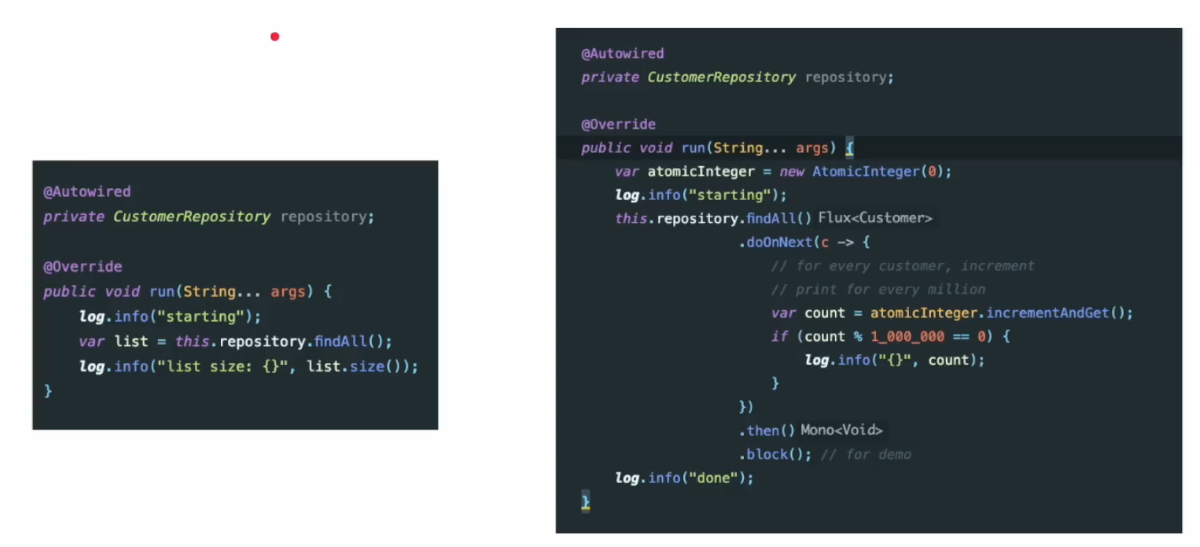 @Autowired
private CustomerRepository repository;
@Override
public void run(String... args) {
log.info("starting");
var list = this.repository.findAll();
log.info("list size: {}", list.size());
}
@Autowired
private CustomerRepository repository;
@Override
public void run(String... args) {
var atomicInteger = new AtomicInteger(0);
log.info("starting");
this.repository.findAll() Flux<Customer>
.doOnNext(c -> {
// for every customer, increment
// print for every million
var count = atomicInteger.incrementAndGet();
if (count % 1_000_000 == 0) {
log.info("{}", count);
}
})
.then() Mono<Void>
.block(); // for demo
log.info("done");
}